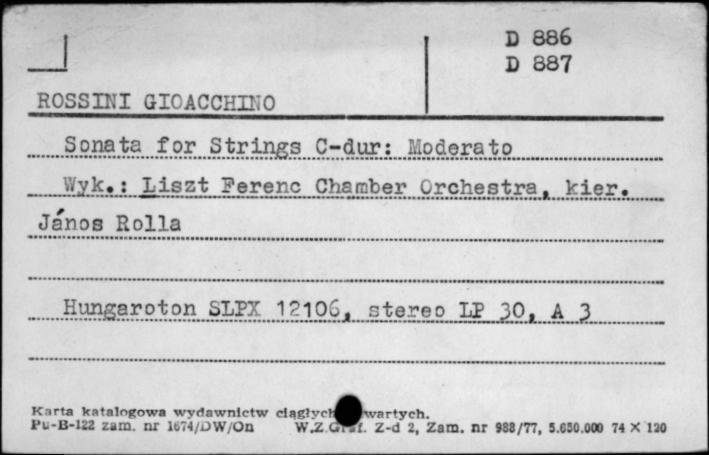 D 886
D 887
ROSSINI GIOACCHINO
Sonata for Strings C-dur: Moderato
Wyk.: Liszt Ferenc Chamber Orchestra, kier.
János Rolla
Hungaroton SLPX 12106, stereo LP 30, A 3
Karta katalogowa wydawnictw wartych.
Pu-B-122 zam. nr 1674/DW/On W.Z.Graf. Z-d 2, Zam. nr 988/77, 5.650.000 74 X 120